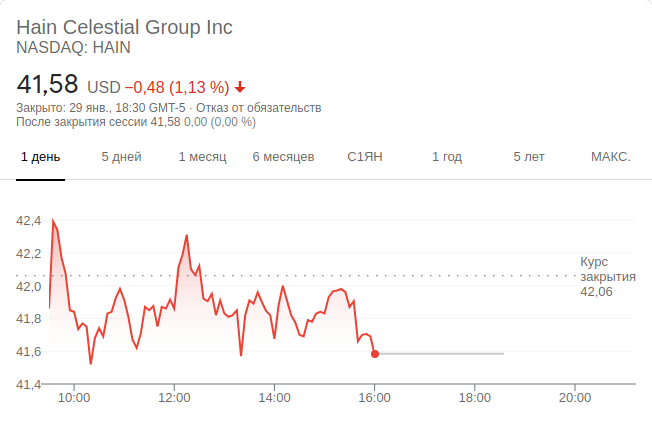 Hain Celestial Group Inc
NASDAQ: HAIN
41,58 USD −0,48 (1,13 %)
Закрыто: 29 янв., 18:30 GMT-5 · Отказ от обязательств
После закрытия сессии 41,58 0,00 (0,00 %)
1 день 5 дней 1 месяц 6 месяцев С1ЯН 1 год 5 лет МАКС.
42,4
42,2
42,0
41,8
41,6
41,4
Курс
закрытия
42,06
10:00 12:00 14:00 16:00 18:00 20:00